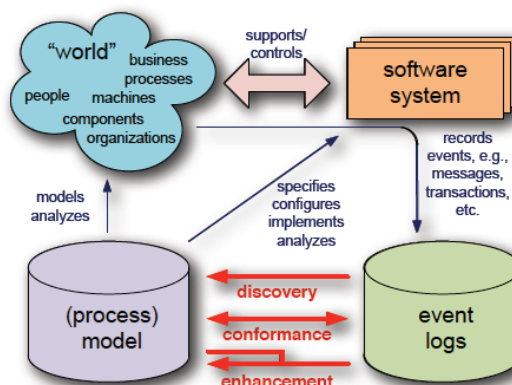 “world”
business
processes
people
machines
components
organizations
supports/
controls
software
system
models
analyzes
specifies
configures
implements
analyzes
records
events, e.g.,
messages,
transactions,
etc.
(process)
model
discovery
conformance
enhancement
event
logs